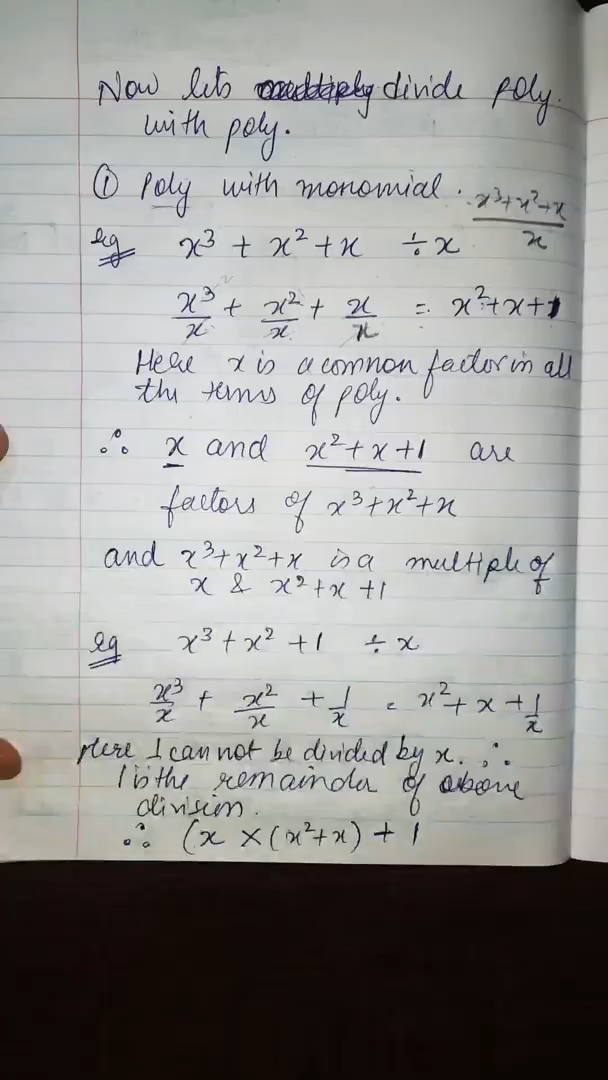 Now lets multiply divide poly.
with poly.
① Poly with monomial. x³+x²+x / x
eg x³ + x² + x ÷ x
x³/x + x²/x + x/x = x²+x+1
Here x is a common factor in all
the terms of poly.
∴ x and x²+x+1 are
factors of x³+x²+x
and x³+x²+x is a multiple of
x & x²+x+1
eg x³+x²+1 ÷ x
x³/x + x²/x + 1/x = x²+x+1/x
Here 1 can not be divided by x. ∴
1 is the remainder of above
division.
∴ (x × (x²+x) + 1